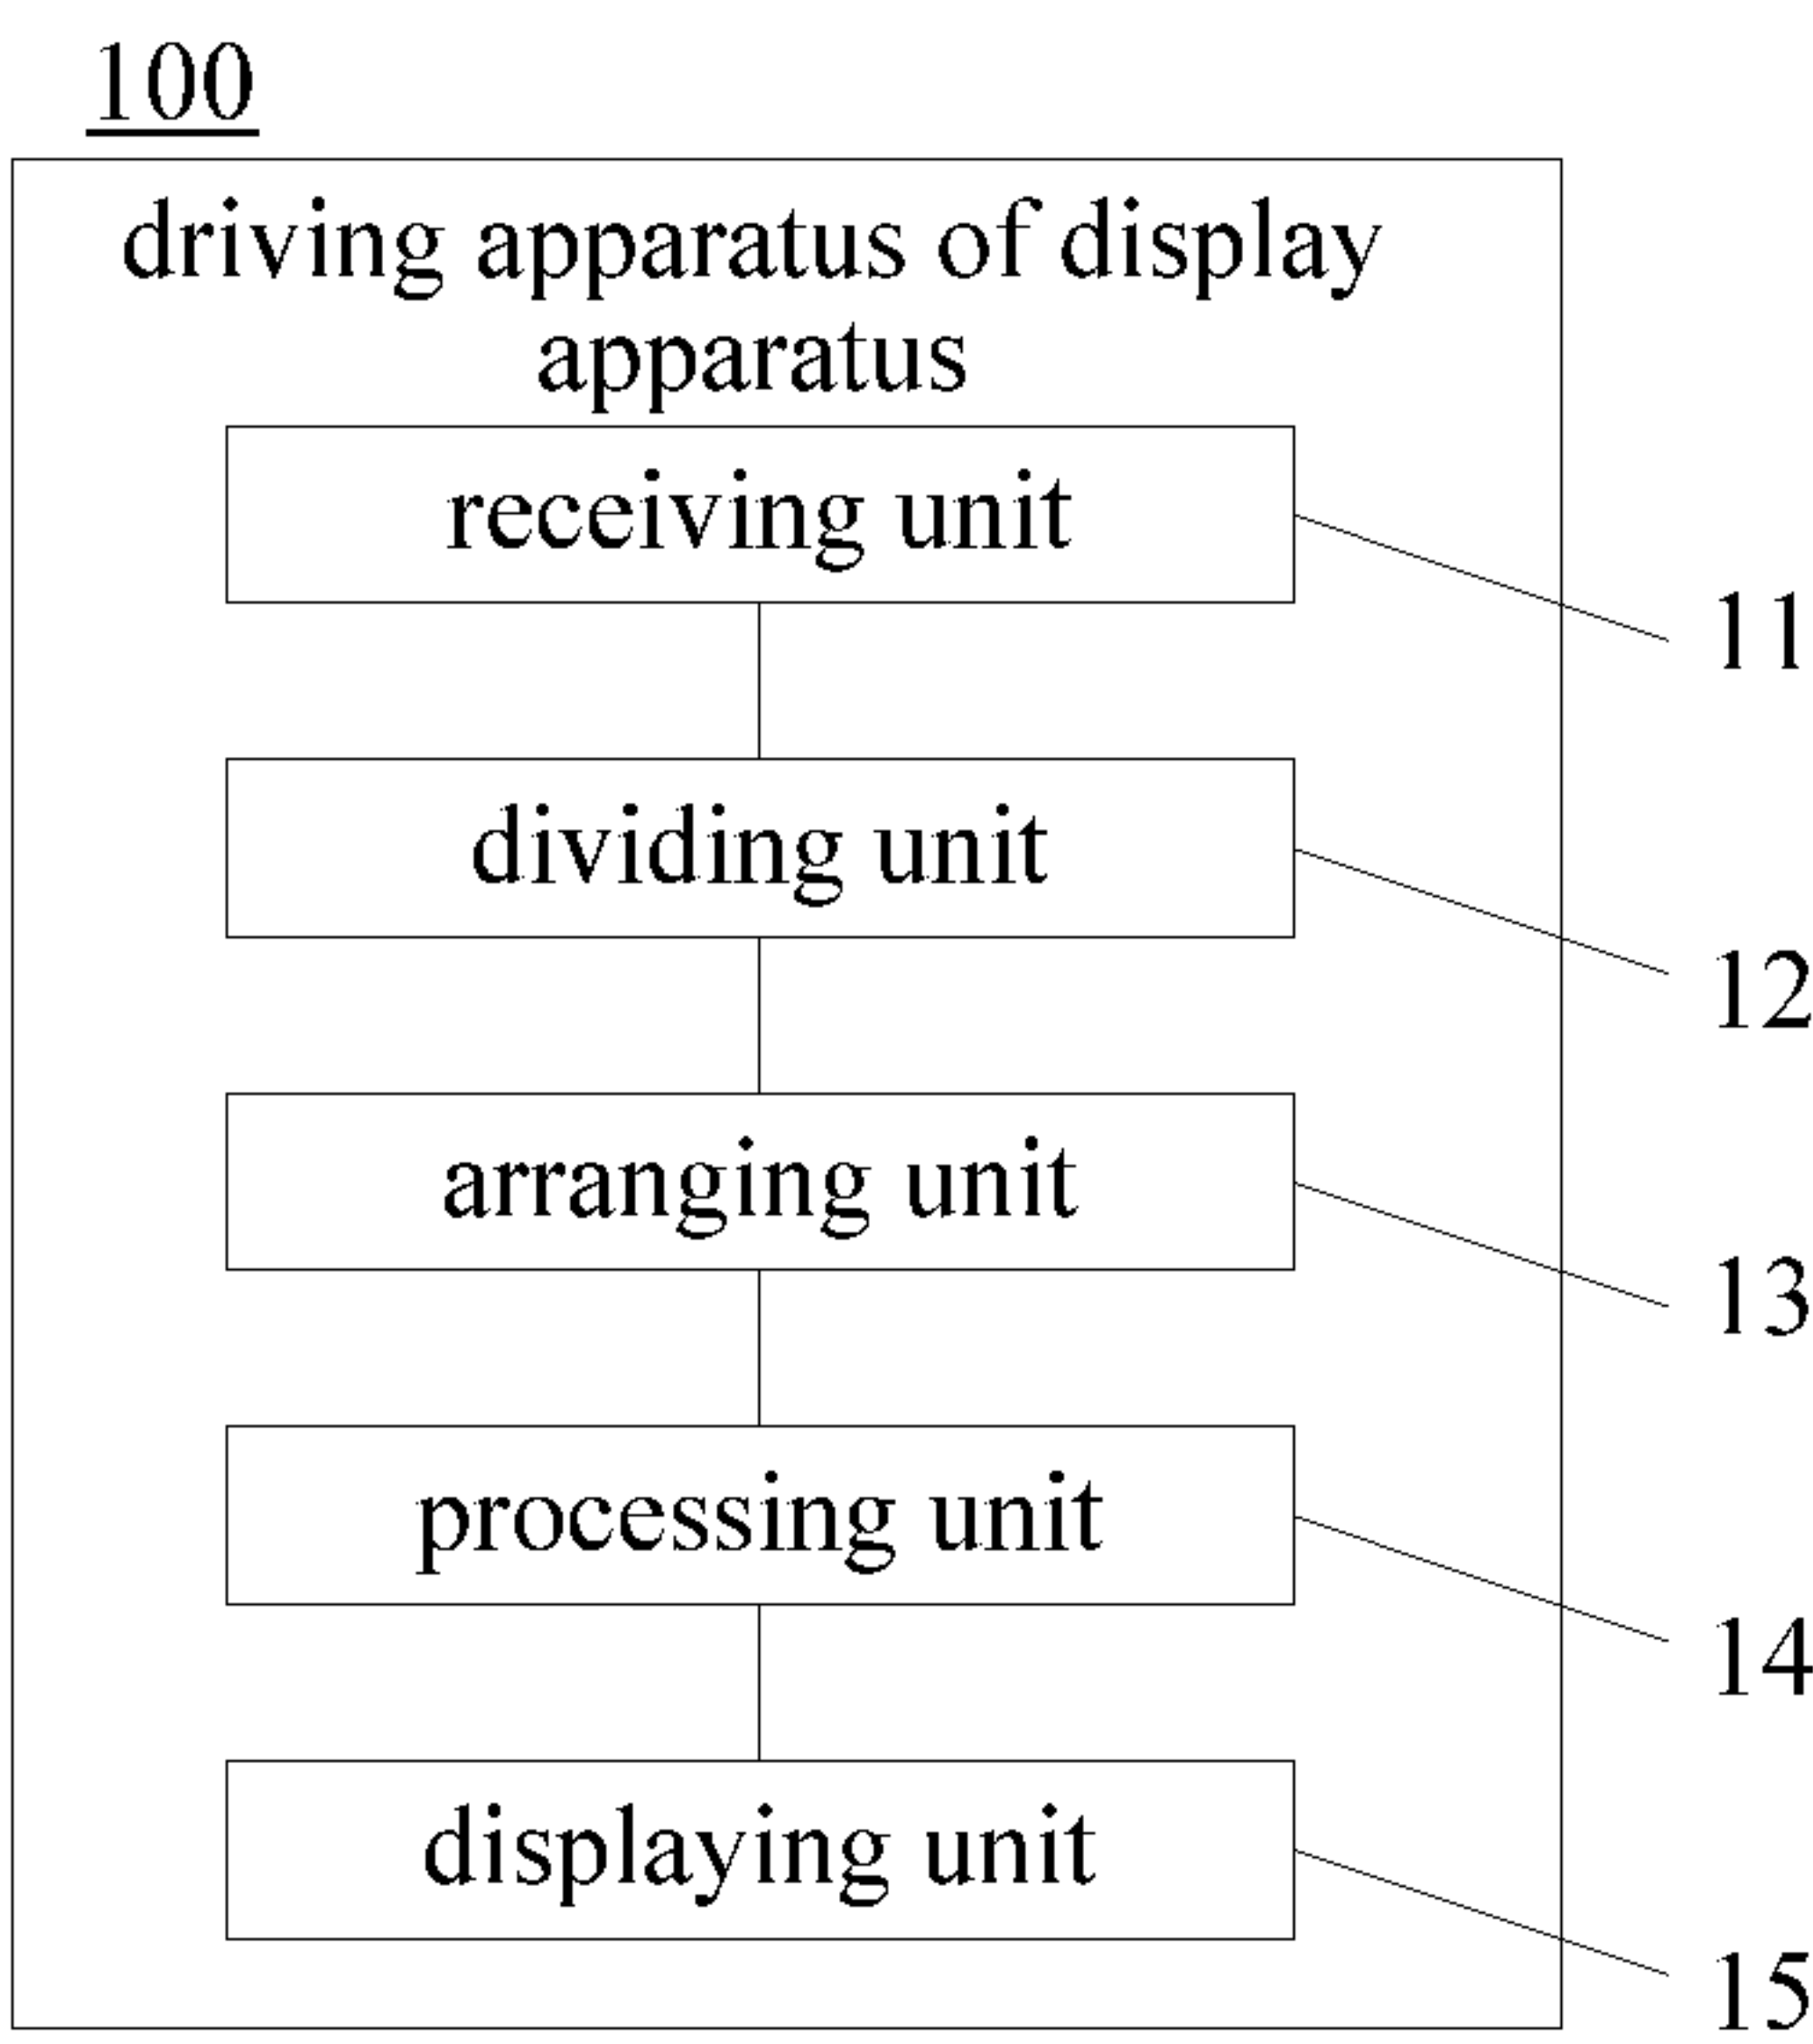 100
driving apparatus of display
apparatus
receiving unit
11
dividing unit
12
arranging unit
13
processing unit
14
displaying unit
15